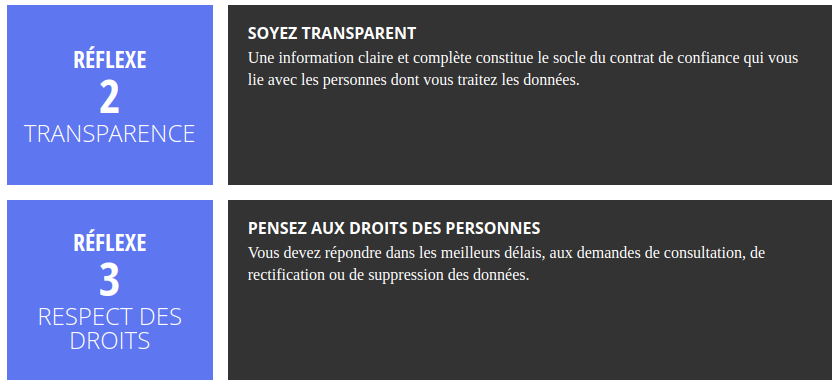 RÉFLEXE
2
TRANSPARENCE
SOYEZ TRANSPARENT
Une information claire et complète constitue le socle du contrat de confiance qui vous
lie avec les personnes dont vous traitez les données.
RÉFLEXE
3
RESPECT DES
DROITS
PENSEZ AUX DROITS DES PERSONNES
Vous devez répondre dans les meilleurs délais, aux demandes de consultation, de
rectification ou de suppression des données.